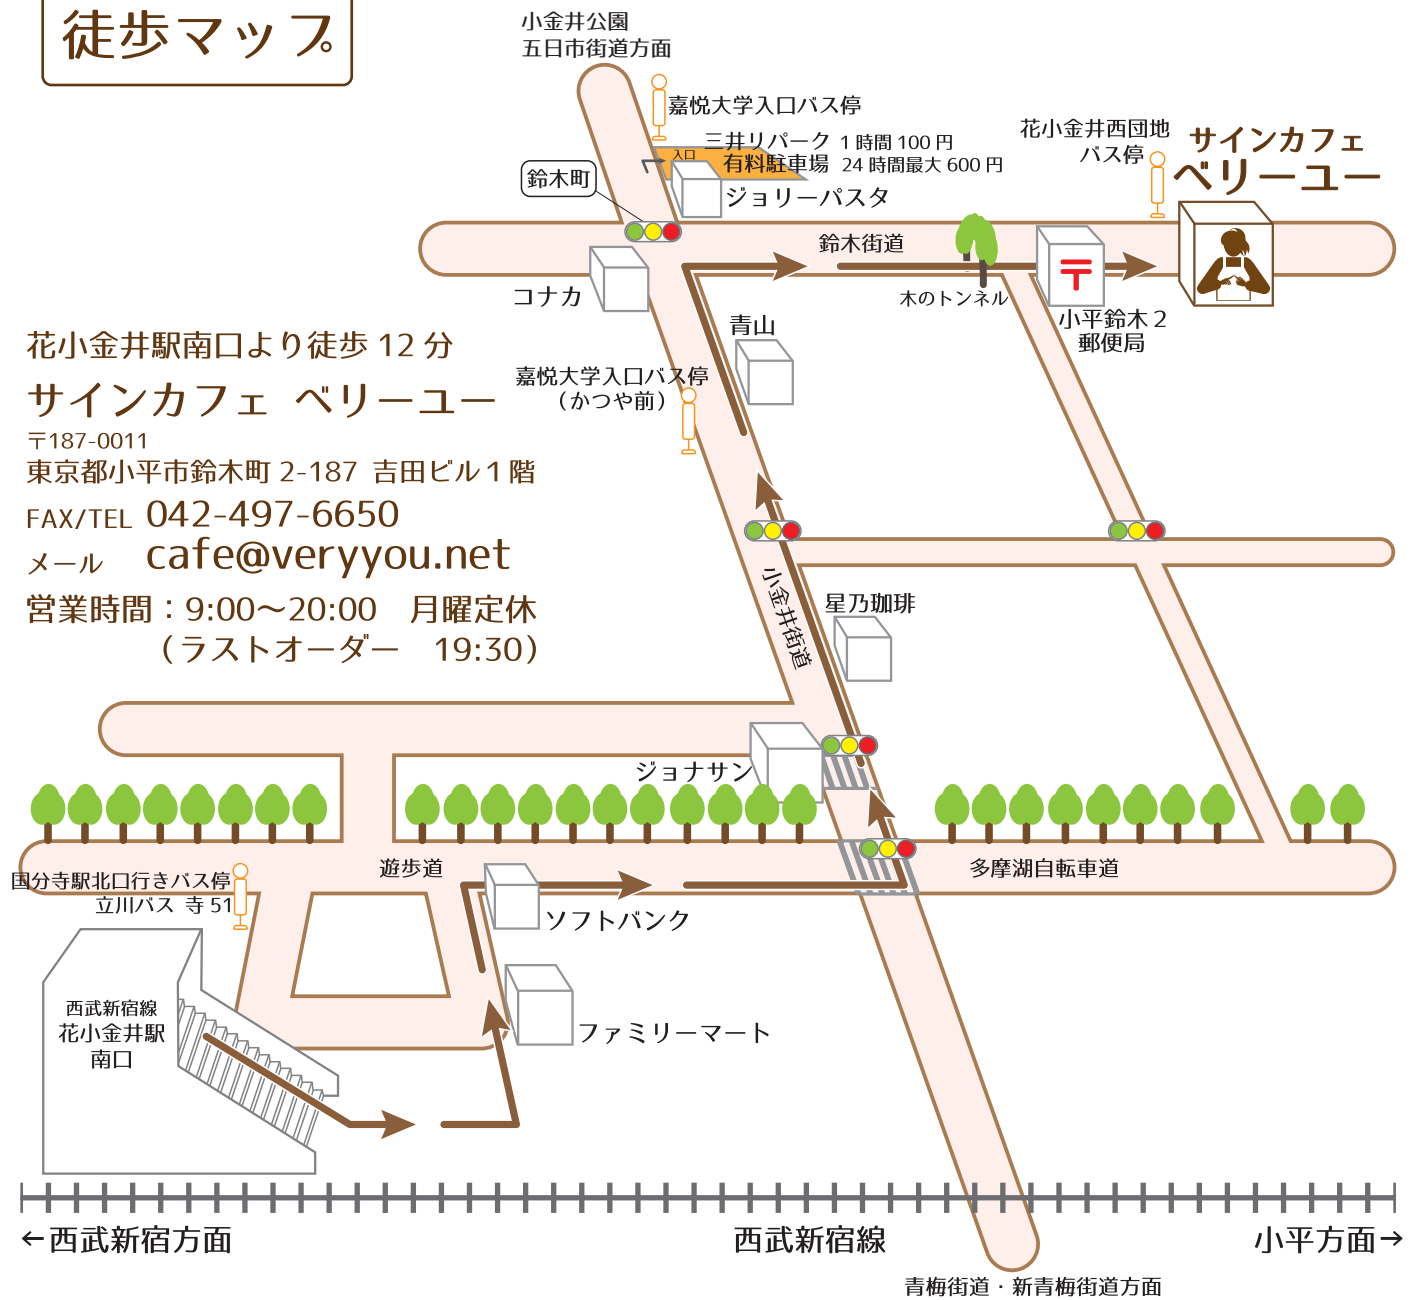 徒歩マップ
小金井公園
五日市街道方面
嘉悦大学入口バス停
入口
三井リパーク 1 時間 100 円
有料駐車場 24 時間最大 600 円
鈴木町
ジョリーパスタ
花小金井西団地
バス停
サインカフェ
ベリーユー
鈴木街道
コナカ
木のトンネル
小平鈴木 2
郵便局
青山
嘉悦大学入口バス停
（かつや前）
花小金井駅南口より徒歩 12 分
サインカフェ ベリーユー
〒187-0011
東京都小平市鈴木町 2-187 吉田ビル 1 階
FAX/TEL 042-497-6650
メール cafe@veryyou.net
営業時間：9:00〜20:00　月曜定休
（ラストオーダー　19:30）
小金井街道
星乃珈琲
ジョナサン
遊歩道
多摩湖自転車道
国分寺駅北口行きバス停
立川バス 寺 51
ソフトバンク
西武新宿線
花小金井駅
南口
ファミリーマート
←西武新宿方面
西武新宿線
小平方面→
青梅街道・新青梅街道方面